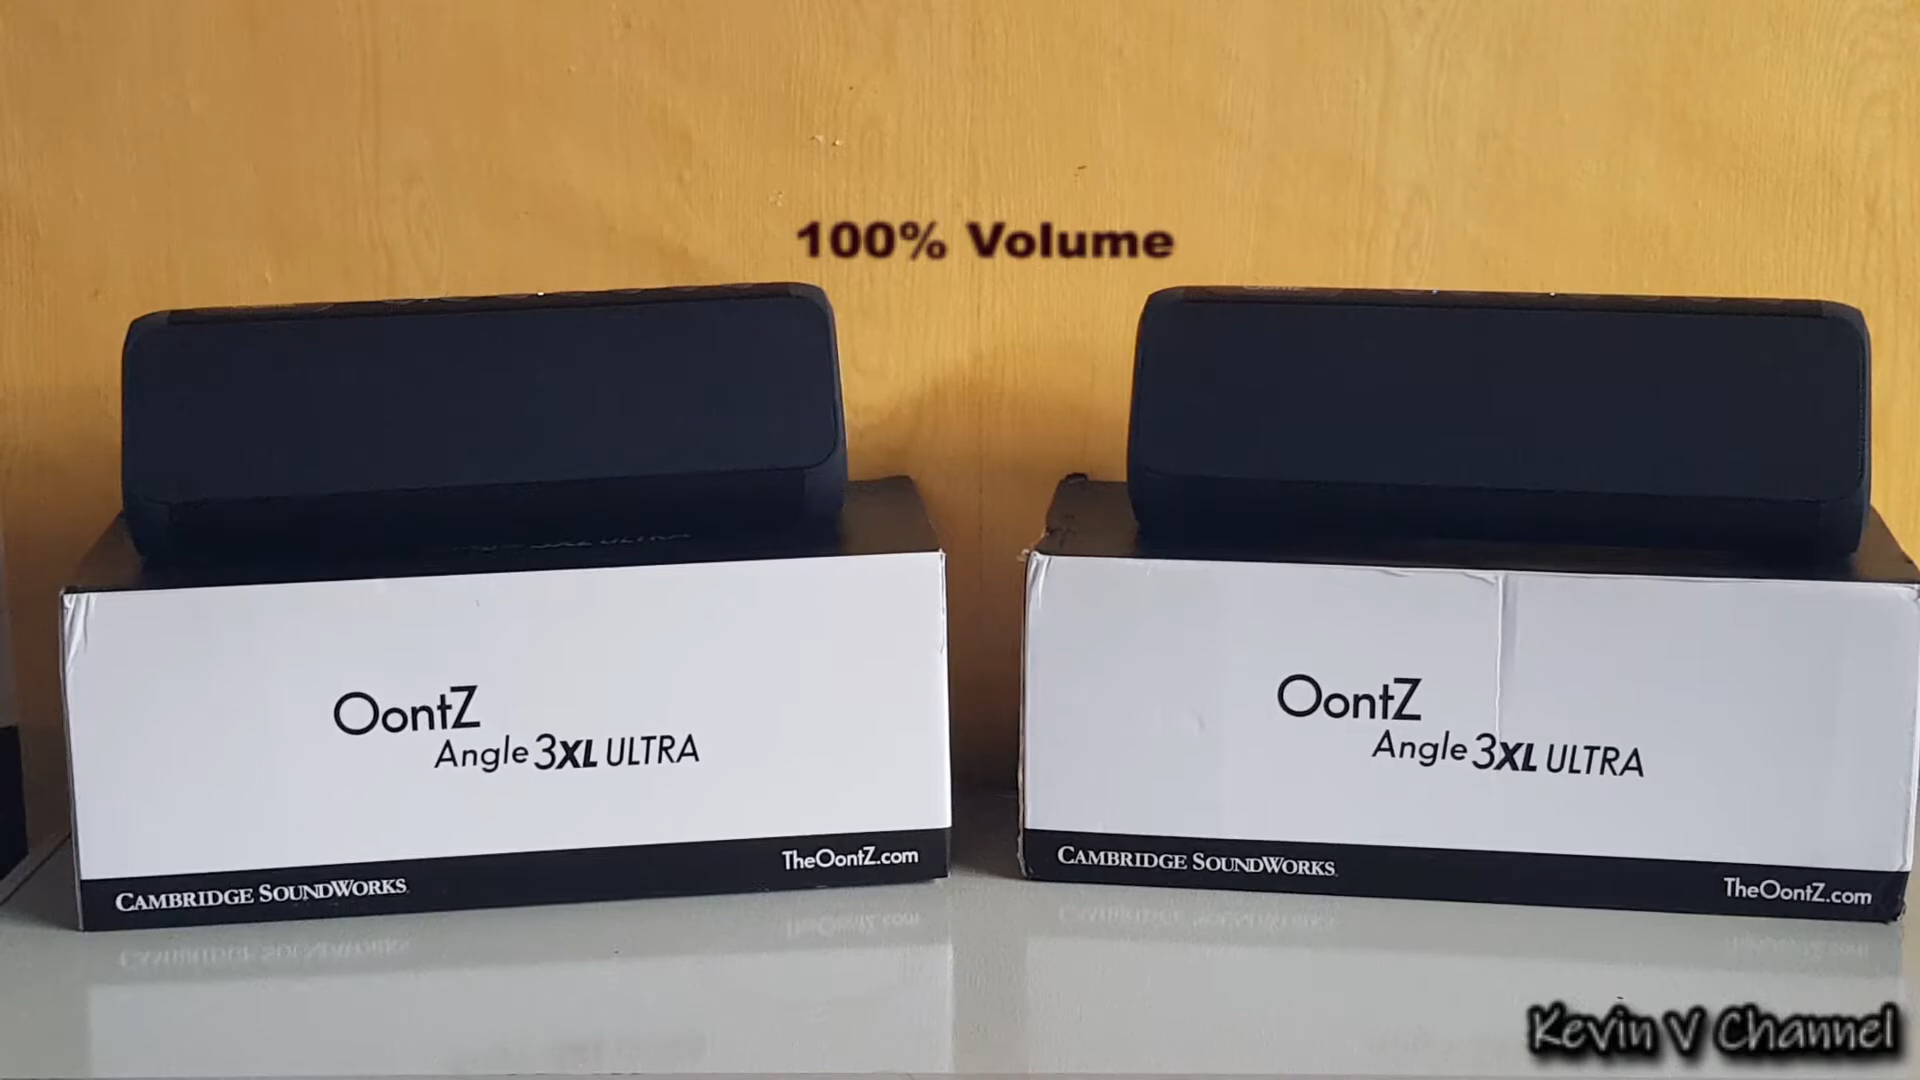 100% Volume
OontZ
Angle 3XL ULTRA
TheOontZ.com
CAMBRIDGE SOUNDWORKS
OontZ
Angle 3XL ULTRA
CAMBRIDGE SOUNDWORKS
TheOontZ.com
Kevin V Channel